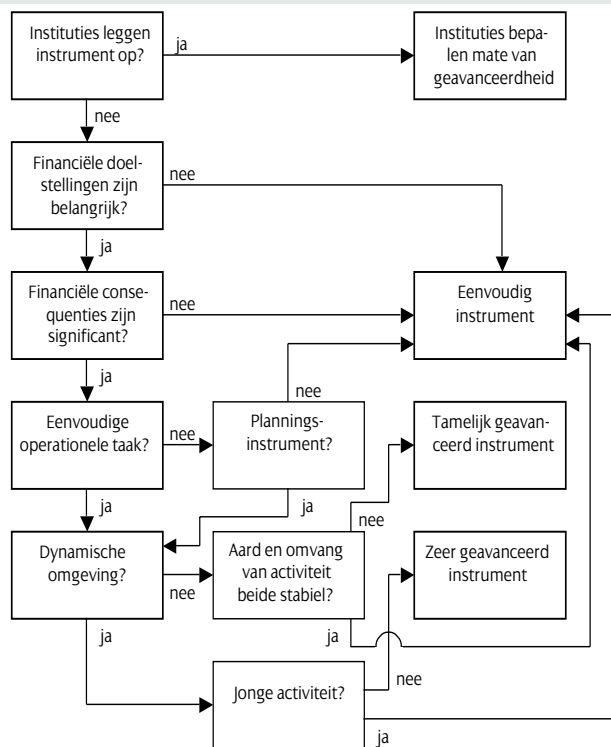 Instituties leggen
instrument op?
ja
Instituties bepa-
len mate van
geavanceerdheid
nee
Financiële doel-
stellingen zijn
belangrijk?
nee
ja
Financiële conse-
quenties zijn
significant?
nee
Eenvoudig
instrument
ja
nee
Eenvoudige
operationele taak?
nee
Plannings-
instrument?
Tamelijk geavan-
ceerd instrument
ja
ja
nee
Dynamische
omgeving?
nee
Aard en omvang
van activiteit
beide stabiel?
Zeer geavanceerd
instrument
ja
ja
Jonge activiteit?
nee
ja